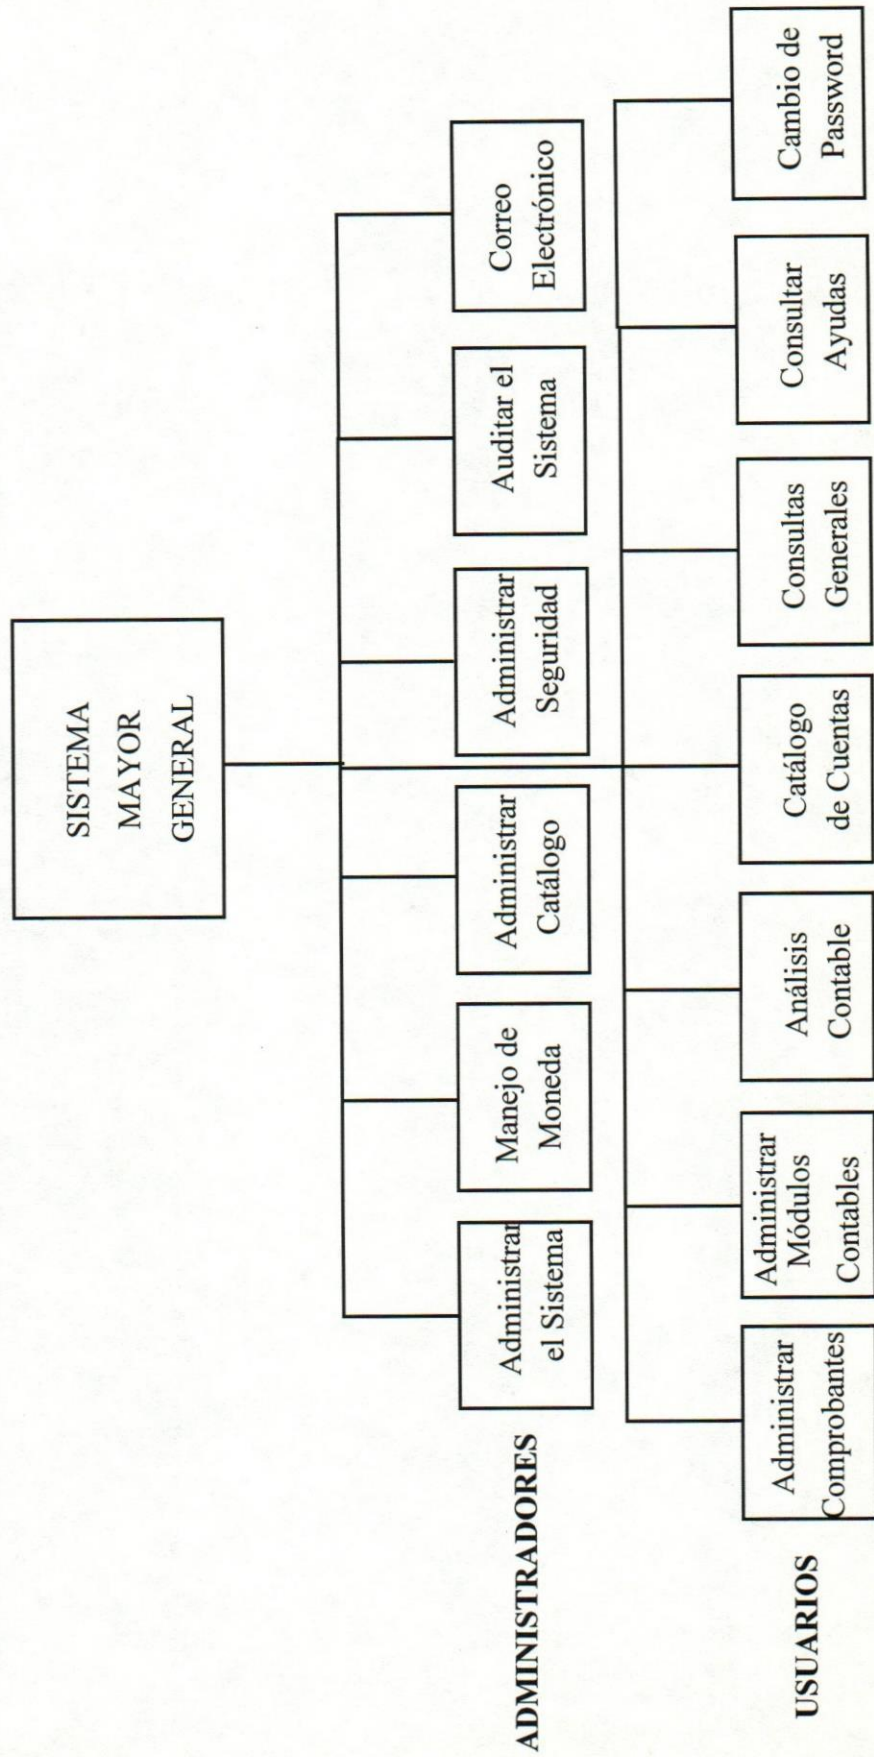 SISTEMA
MAYOR
GENERAL
ADMINISTRADORES
Administrar
el Sistema
Manejo de
Moneda
Administrar
Catálogo
Administrar
Seguridad
Auditar el
Sistema
Correo
Electrónico
USUARIOS
Administrar
Comprobantes
Administrar
Módulos
Contables
Análisis
Contable
Catálogo
de Cuentas
Consultas
Generales
Consultar
Ayudas
Cambio de
Password